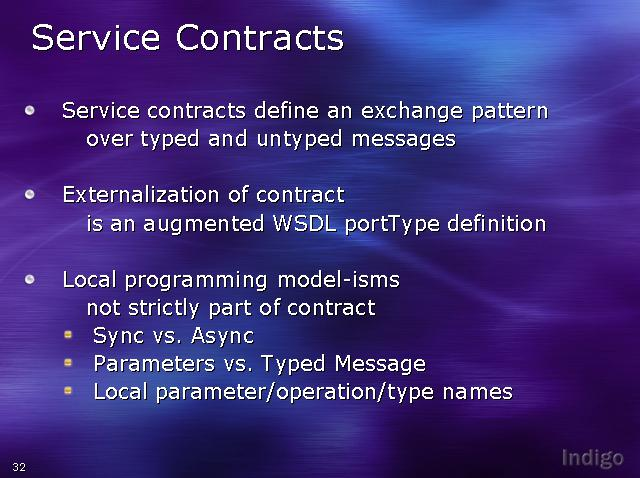 Service Contracts
Service contracts define an exchange pattern
over typed and untyped messages
Externalization of contract
is an augmented WSDL portType definition
Local programming model-isms
not strictly part of contract
Sync vs. Async
Parameters vs. Typed Message
Local parameter/operation/type names
32
Indigo